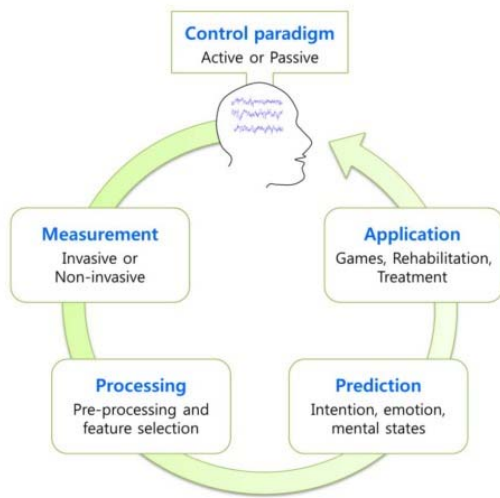 Control paradigm
Active or Passive
Measurement
Invasive or
Non-invasive
Application
Games, Rehabilitation,
Treatment
Processing
Pre-processing and
feature selection
Prediction
Intention, emotion,
mental states